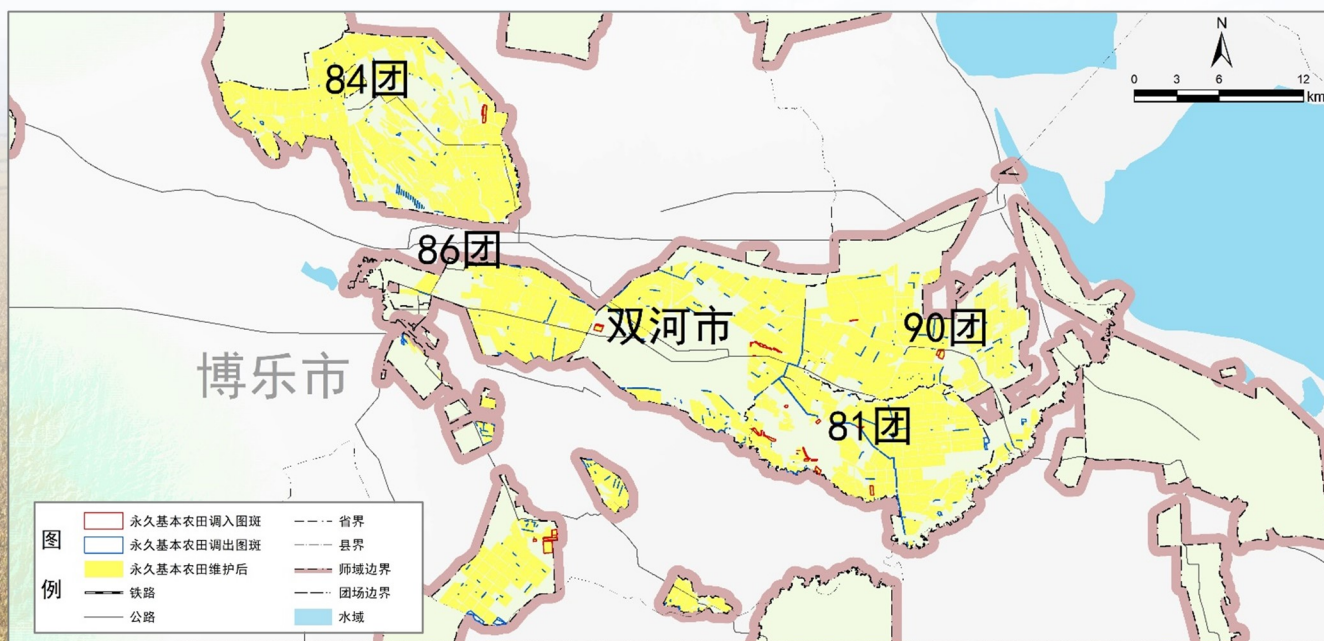 84团
N
0 3 6 12
km
86团
双河市
90团
博乐市
81团
图例
永久基本农田调入图斑
省界
永久基本农田调出图斑
县界
永久基本农田维护后
师域边界
铁路
团场边界
公路
水域